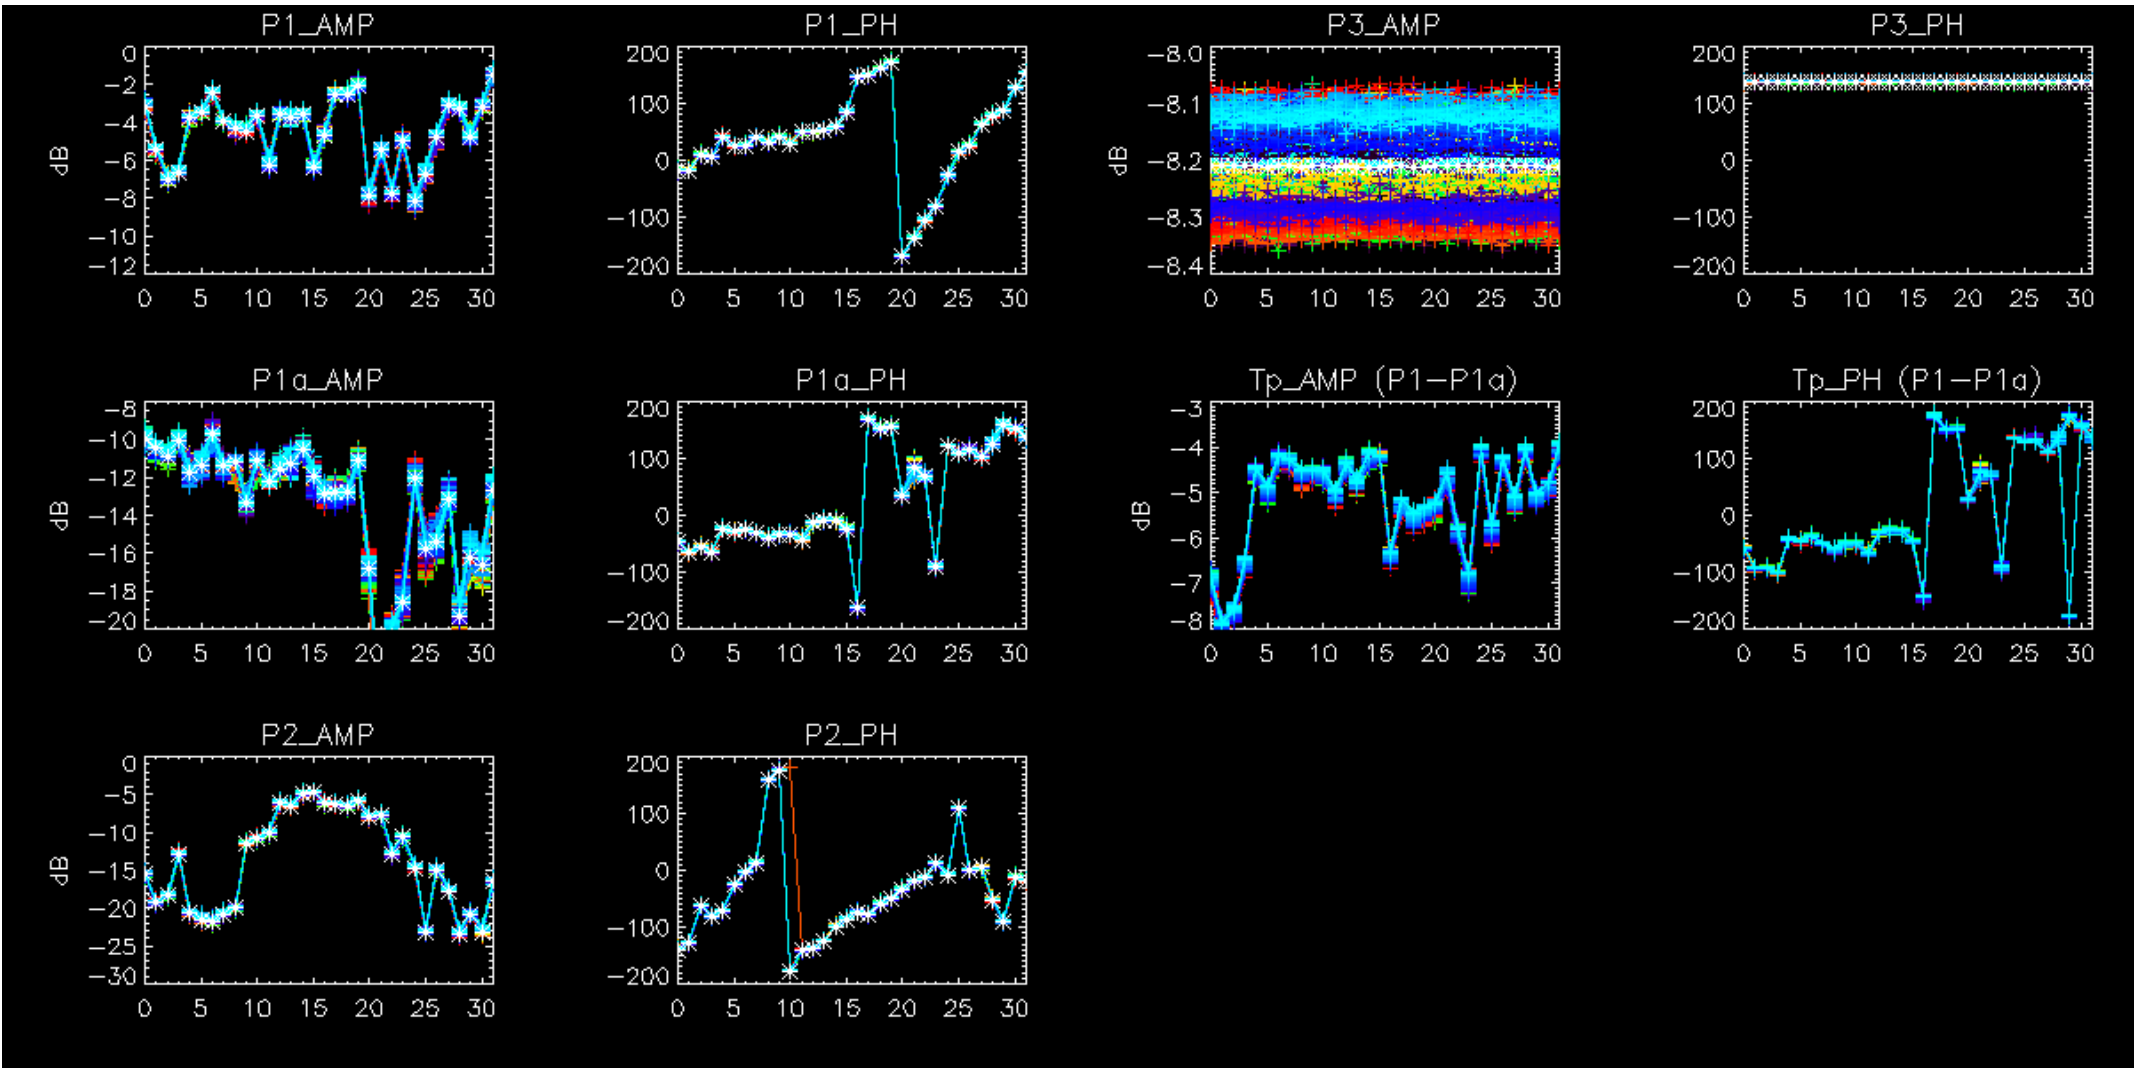 P1_AMP
0
−2
−4
−6
−8
−10
−12
dB
0 5 10 15 20 25 30
P1_PH
200
100
0
−100
−200
0 5 10 15 20 25 30
P3_AMP
−8.0
−8.1
−8.2
−8.3
−8.4
dB
0 5 10 15 20 25 30
P3_PH
200
100
0
−100
−200
0 5 10 15 20 25 30
P1a_AMP
−8
−10
−12
−14
−16
−18
−20
dB
0 5 10 15 20 25 30
P1a_PH
200
100
0
−100
−200
0 5 10 15 20 25 30
Tp_AMP (P1−P1a)
−3
−4
−5
−6
−7
−8
dB
0 5 10 15 20 25 30
Tp_PH (P1−P1a)
200
100
0
−100
−200
0 5 10 15 20 25 30
P2_AMP
0
−5
−10
−15
−20
−25
−30
dB
0 5 10 15 20 25 30
P2_PH
200
100
0
−100
−200
0 5 10 15 20 25 30